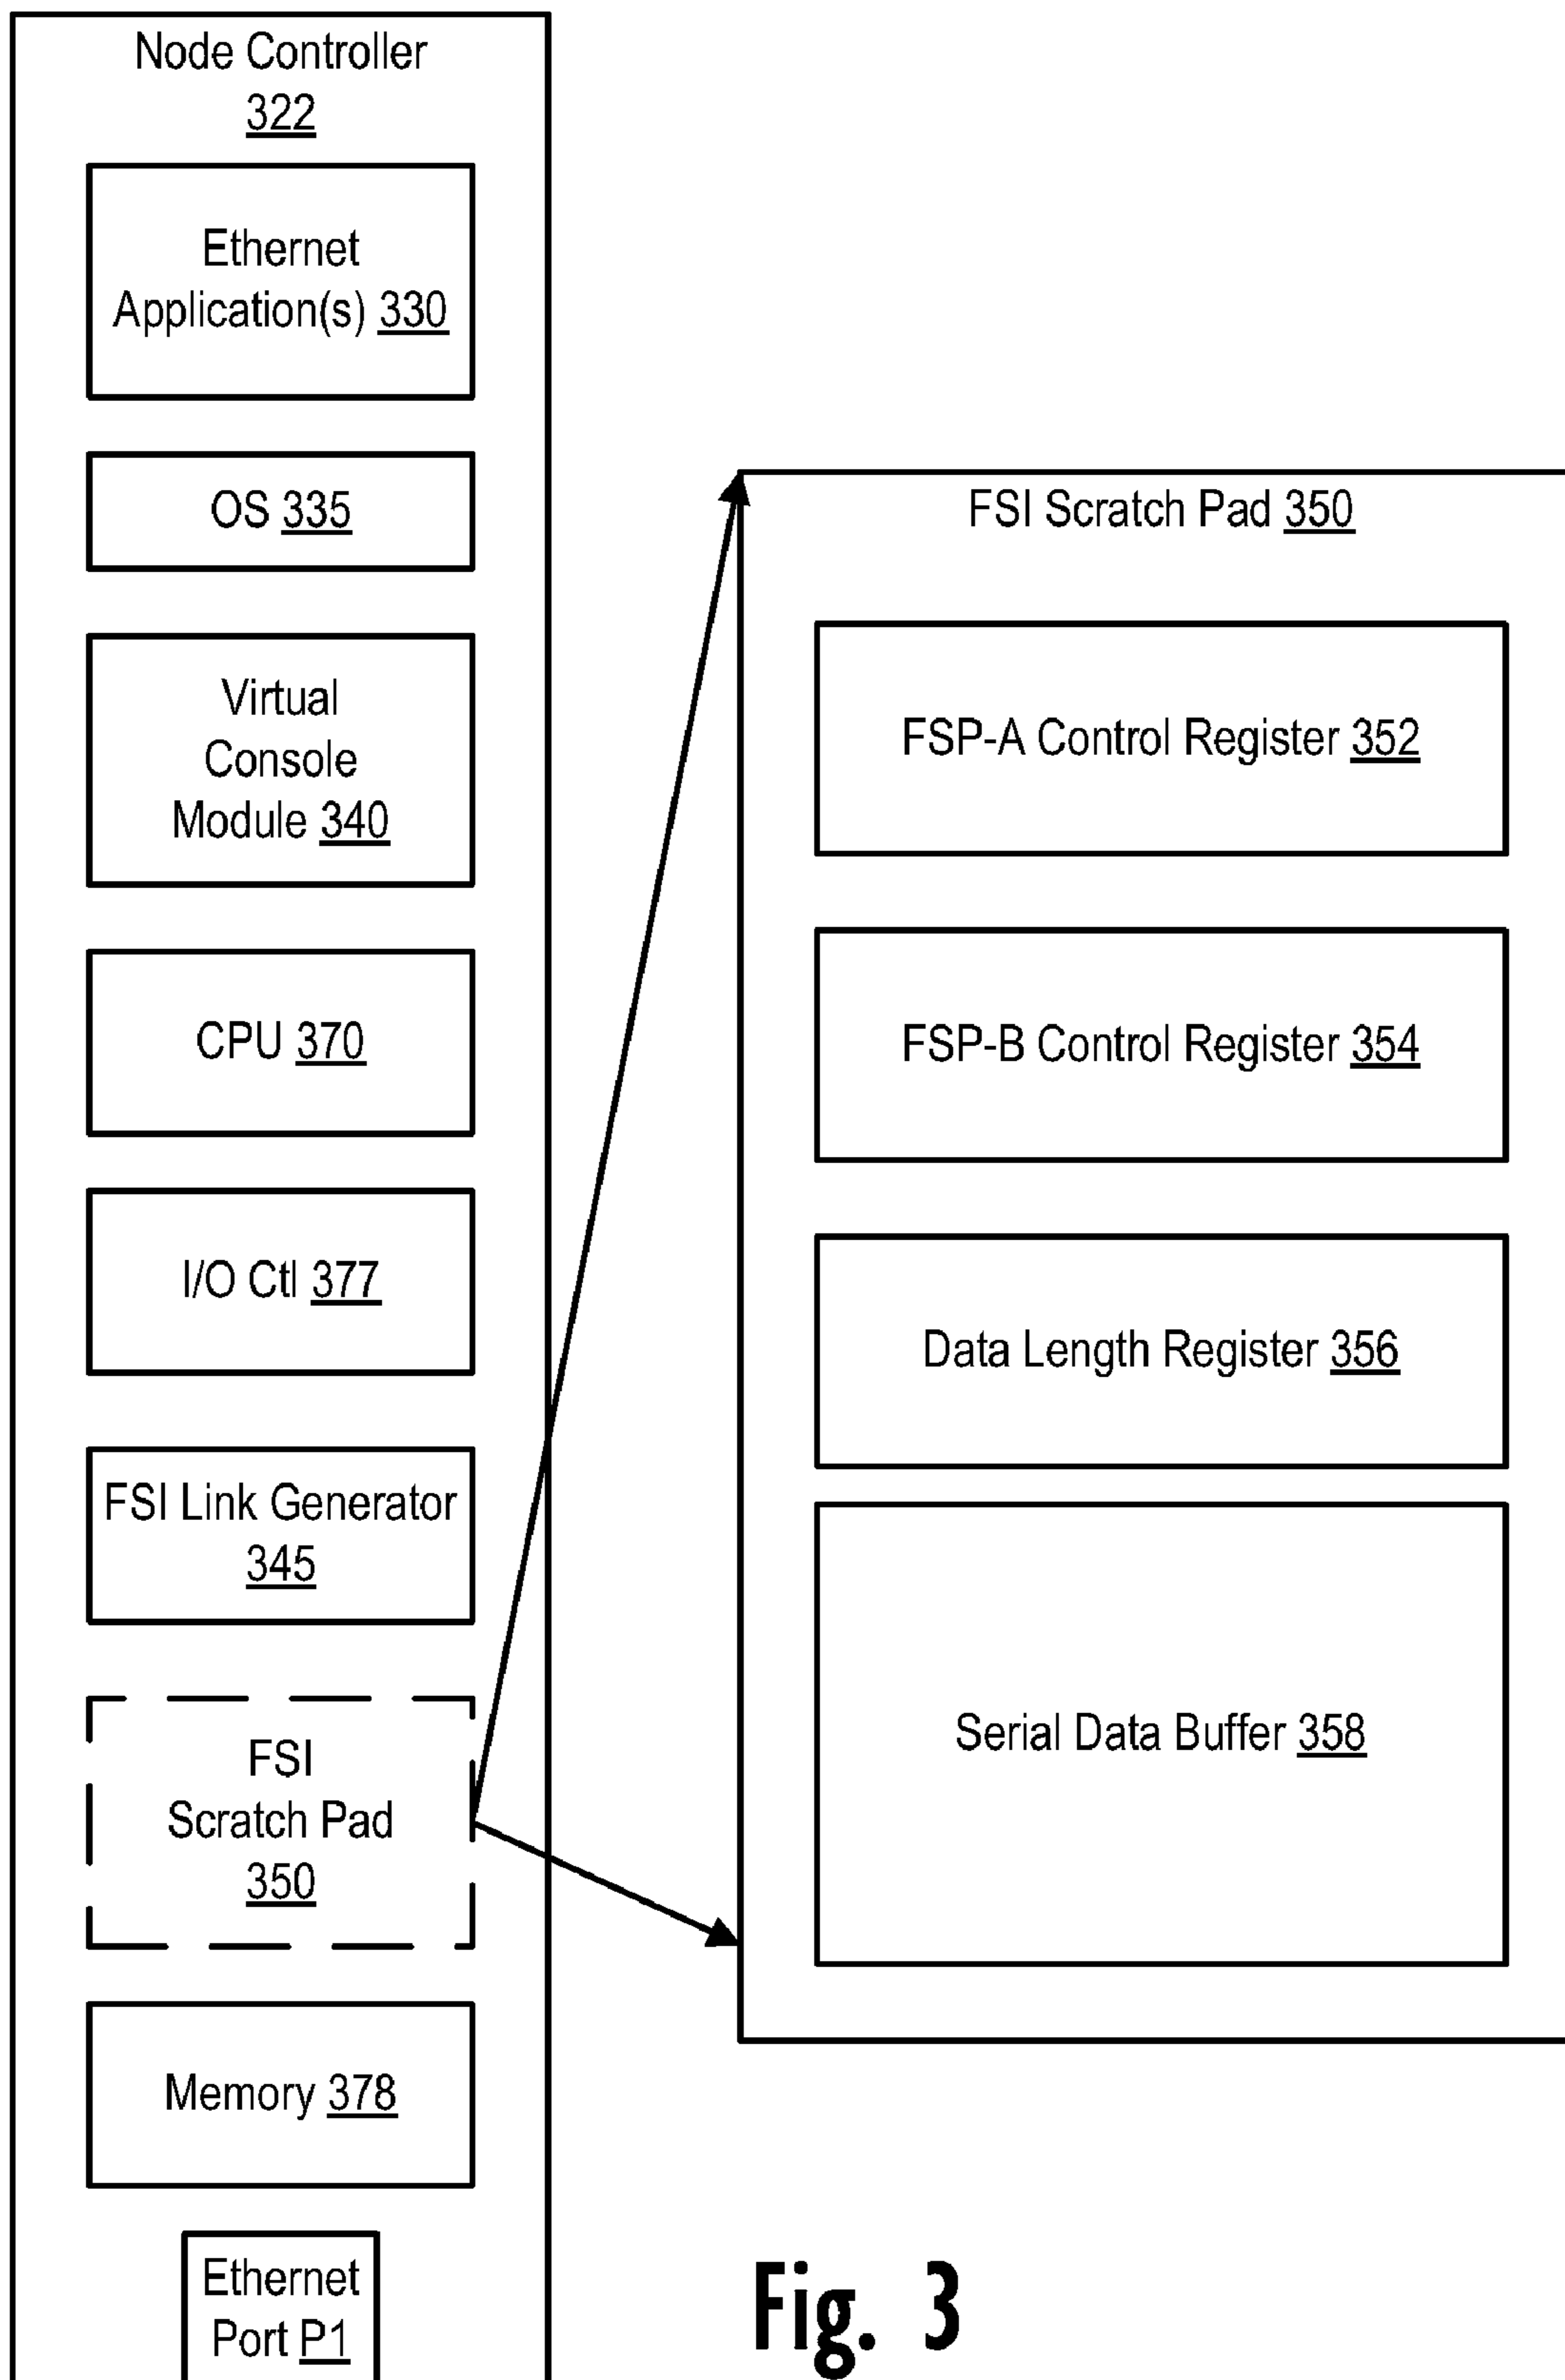 Node Controller
322
Ethernet
Application(s) 330
OS 335
Virtual
Console
Module 340
CPU 370
I/O Ctl 377
FSI Link Generator
345
FSI
Scratch Pad
350
Memory 378
Ethernet
Port P1
FSI Scratch Pad 350
FSP-A Control Register 352
FSP-B Control Register 354
Data Length Register 356
Serial Data Buffer 358
Fig. 3